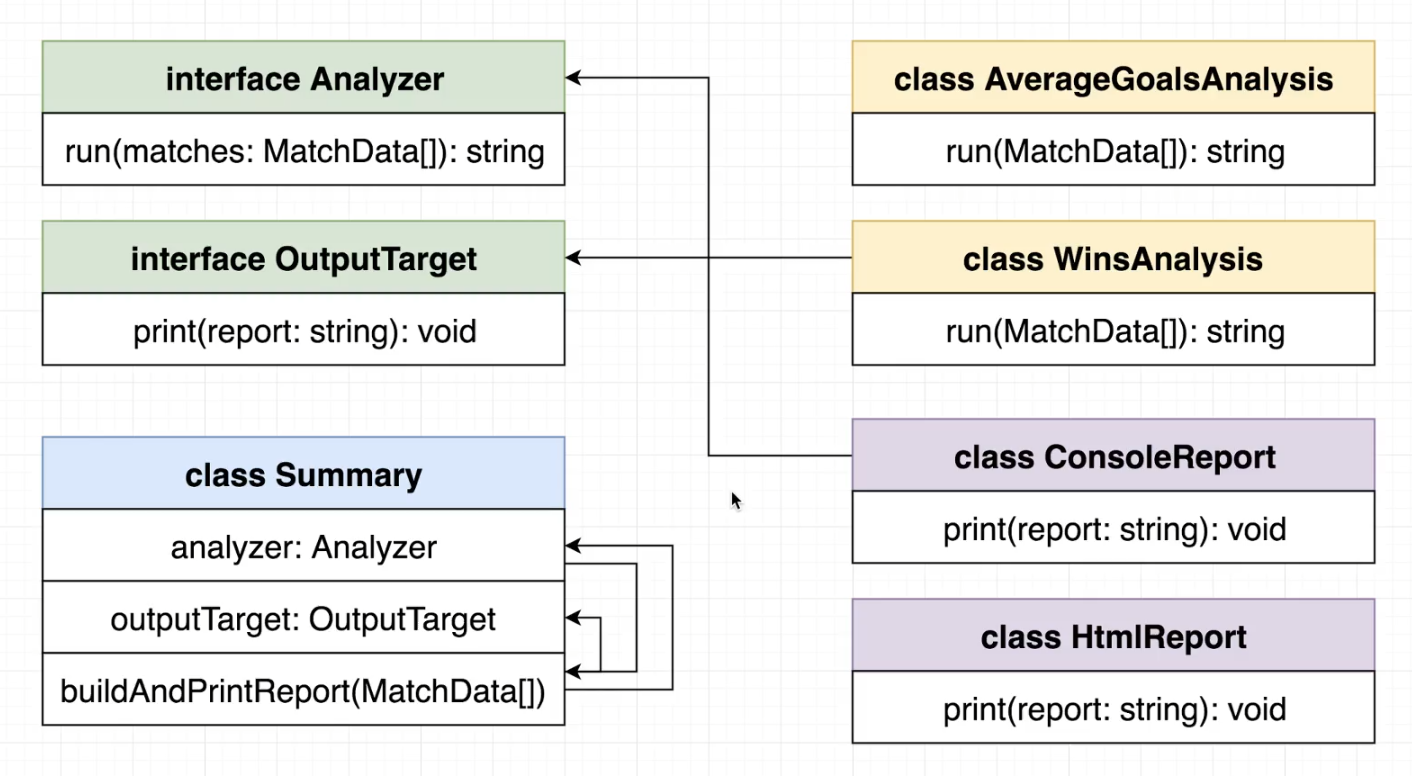 interface Analyzer
run(matches: MatchData[]): string
interface OutputTarget
print(report: string): void
class Summary
analyzer: Analyzer
outputTarget: OutputTarget
buildAndPrintReport(MatchData[])
class AverageGoalsAnalysis
run(MatchData[]): string
class WinsAnalysis
run(MatchData[]): string
class ConsoleReport
print(report: string): void
class HtmlReport
print(report: string): void